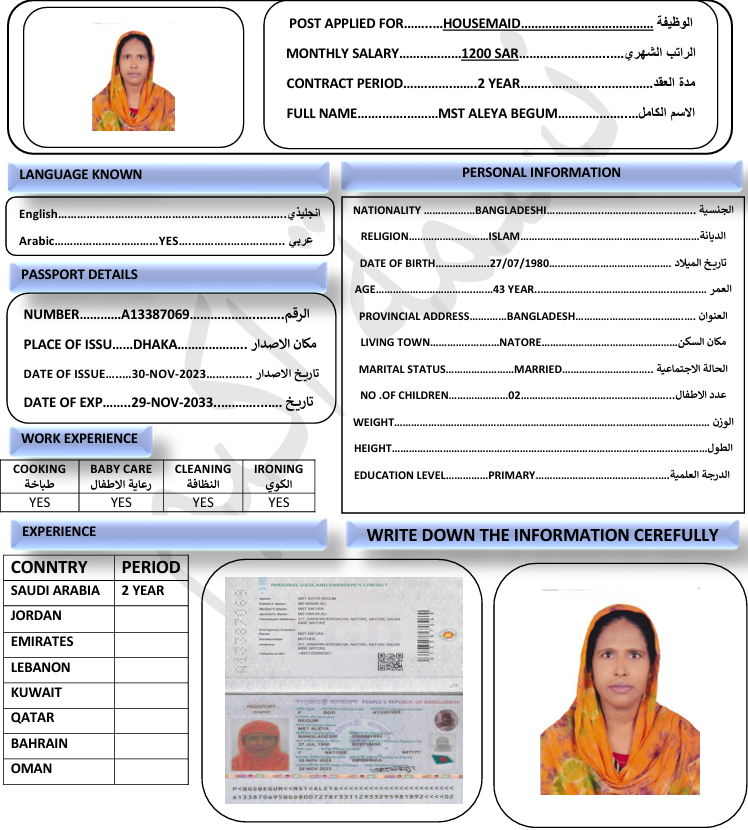 POST APPLIED FOR..........HOUSEMAID......................................... الوظيفة
MONTHLY SALARY...................1200 SAR................................الراتب الشهري
CONTRACT PERIOD......................2 YEAR.......................................مدة العقد
FULL NAME........................MST ALEYA BEGUM........................الاسم الكامل
LANGUAGE KNOWN
English..........................................................................انجليذي
Arabic.................................YES.................................. عربي
PASSPORT DETAILS
NUMBER............A13387069...........................الرقم
PLACE OF ISSU......DHAKA.................... مكان الاصدار
DATE OF ISSUE........30-NOV-2023............... تاريخ الاصدار
DATE OF EXP........29-NOV-2033.................... تاريخ
WORK EXPERIENCE
COOKING BABY CARE CLEANING IRONING
طباخة رعاية الاطفال النظافة الكوي
YES YES YES YES
PERSONAL INFORMATION
NATIONALITY ................BANGLADESHI................................................ الجنسية
RELIGION.........................ISLAM.........................................................الديانة
DATE OF BIRTH.................27/07/1980....................................... تاريخ الميلاد
AGE......................................43 YEAR...................................................... العمر
PROVINCIAL ADDRESS............BANGLADESH...................................... العنوان
LIVING TOWN.......................NATORE...........................................مكان السكن
MARITAL STATUS......................MARRIED............................. الحالة الاجتماعية
NO .OF CHILDREN...................02................................................عدد الاطفال
WEIGHT.................................................................................................... الوزن
HEIGHT.....................................................................................................الطول
EDUCATION LEVEL..............PRIMARY...........................................الدرجة العلمية
EXPERIENCE
CONNTRY PERIOD
SAUDI ARABIA 2 YEAR
JORDAN
EMIRATES
LEBANON
KUWAIT
QATAR
BAHRAIN
OMAN
WRITE DOWN THE INFORMATION CEREFULLY
PERSONAL DATA AND EMERGENCY CONTACT
MST ALEYA BEGUM
MOTHER
PASSPORT
PEOPLE'S REPUBLIC OF BANGLADESH
P BGD A13387069
BEGUM
MST ALEYA
BANGLADESHI
27 JUL 1980
F NATORE
30 NOV 2023
29 NOV 2033
P<BGDBEGUM<<MST<ALEYA<<<<<<<<<<<<<<<<<<<<<<<